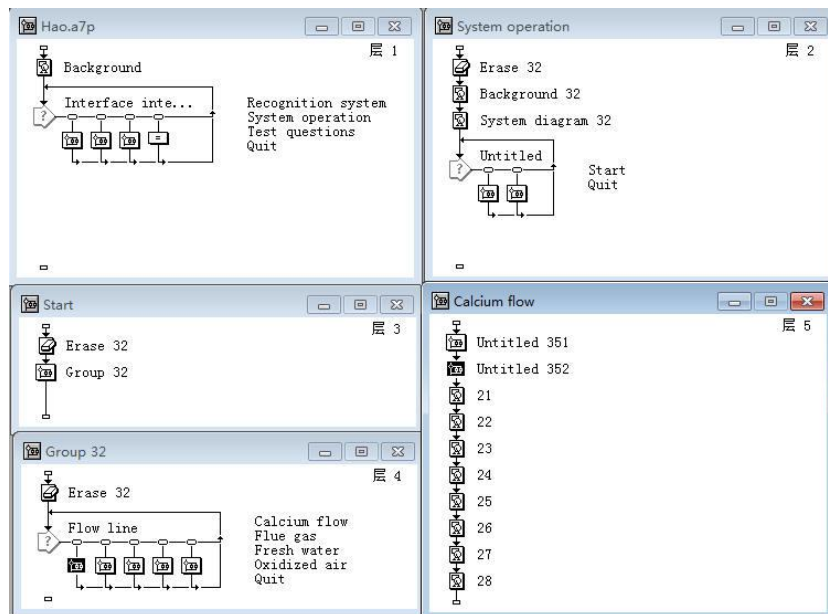 Hao.a7p
层 1
Background
Interface inte...
?
=
Recognition system
System operation
Test questions
Quit
System operation
层 2
Erase 32
Background 32
System diagram 32
Untitled
?
Start
Quit
Start
层 3
Erase 32
Group 32
Group 32
层 4
Erase 32
Flow line
?
Calcium flow
Flue gas
Fresh water
Oxidized air
Quit
Calcium flow
层 5
Untitled 351
Untitled 352
21
22
23
24
25
26
27
28